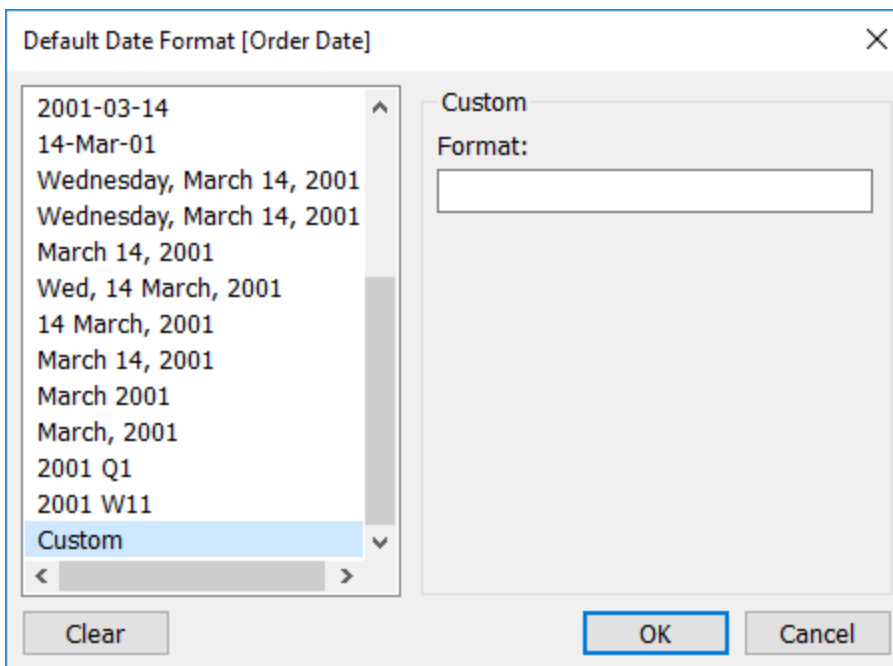 Default Date Format [Order Date]
2001-03-14
14-Mar-01
Wednesday, March 14, 2001
Wednesday, March 14, 2001
March 14, 2001
Wed, 14 March, 2001
14 March, 2001
March 14, 2001
March 2001
March, 2001
2001 Q1
2001 W11
Custom
Custom
Format:
Clear
OK
Cancel